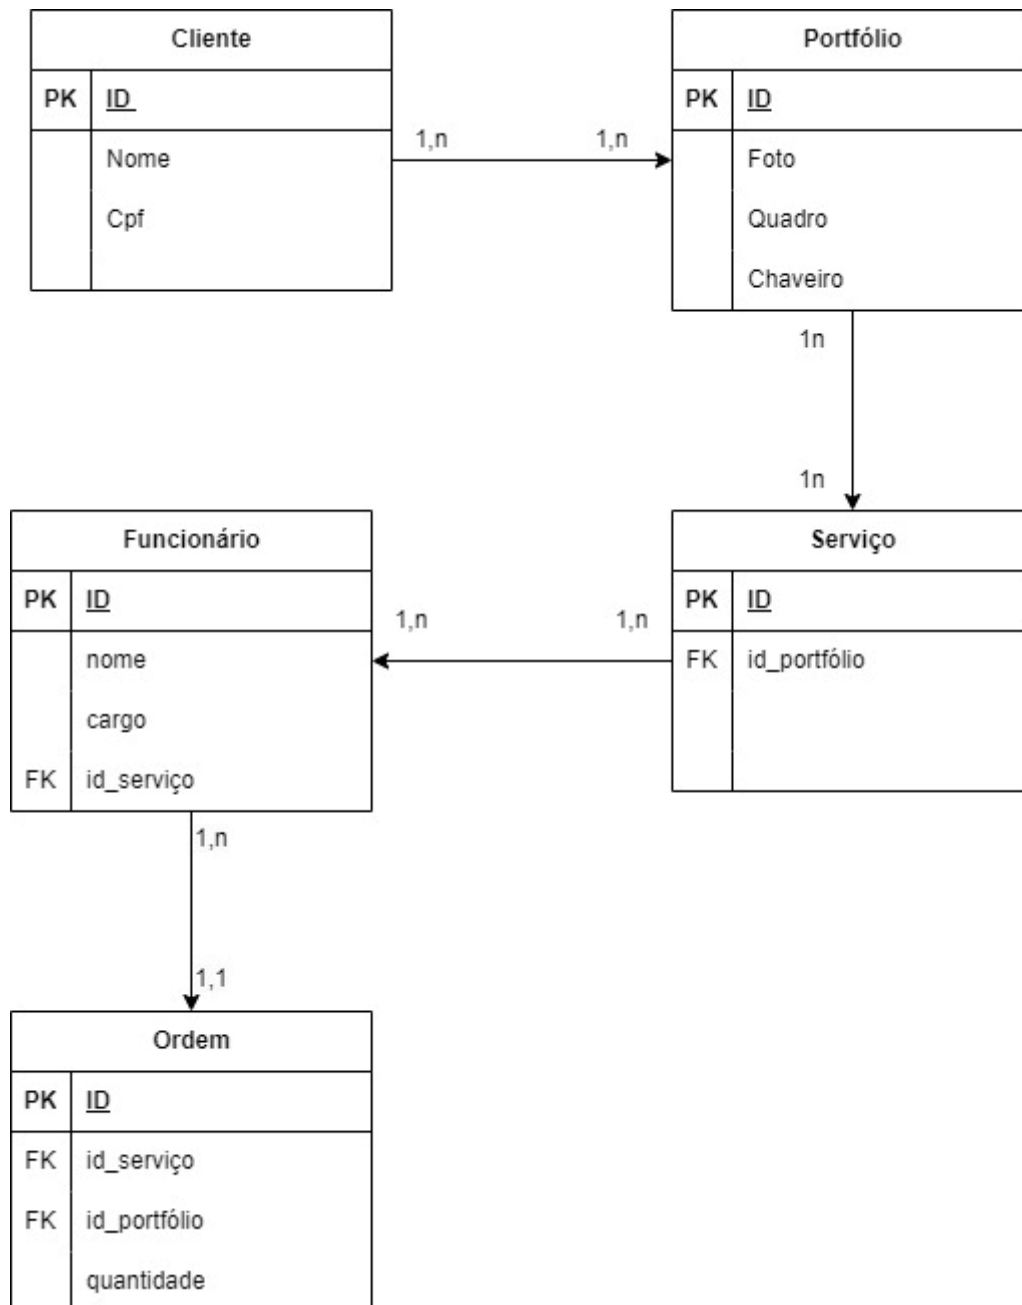 Cliente
PK ID
Nome
Cpf
1,n 1,n
Portfólio
PK ID
Foto
Quadro
Chaveiro
1n
1n
Funcionário
PK ID
nome
cargo
FK id_serviço
1,n 1,n
Serviço
PK ID
FK id_portfólio
1,n
1,1
Ordem
PK ID
FK id_serviço
FK id_portfólio
quantidade